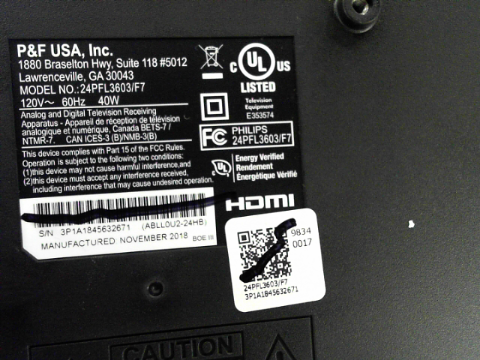 P&F USA, Inc.
1880 Braselton Hwy, Suite 118 #5012
Lawrenceville, GA 30043
MODEL NO.:24PFL3603/F7
120V~ 60Hz 40W
Analog and Digital Television Receiving
Apparatus - Appareil de réception de télévision
analogique et numérique, Canada BETS-7 /
NTMR-7. CAN ICES-3 (B)/NMB-3(B)
This device complies with Part 15 of the FCC Rules.
Operation is subject to the following two conditions:
(1)this device may not cause harmful interference,and
(2)this device must accept any interference received,
including interference that may cause undesired operation.
S/N 3P1A1845632671 (ABLL0U2-24HB)
MANUFACTURED NOVEMBER 2018 BOE
c UL US
LISTED
Television
Equipment
E353574
FC PHILIPS
24PFL3603/F7
Energy Verified
Rendement
Énergétique Vérifié
HDMI
9834
0017
24PFL3603/F7
3P1A1845632671
CAUTION